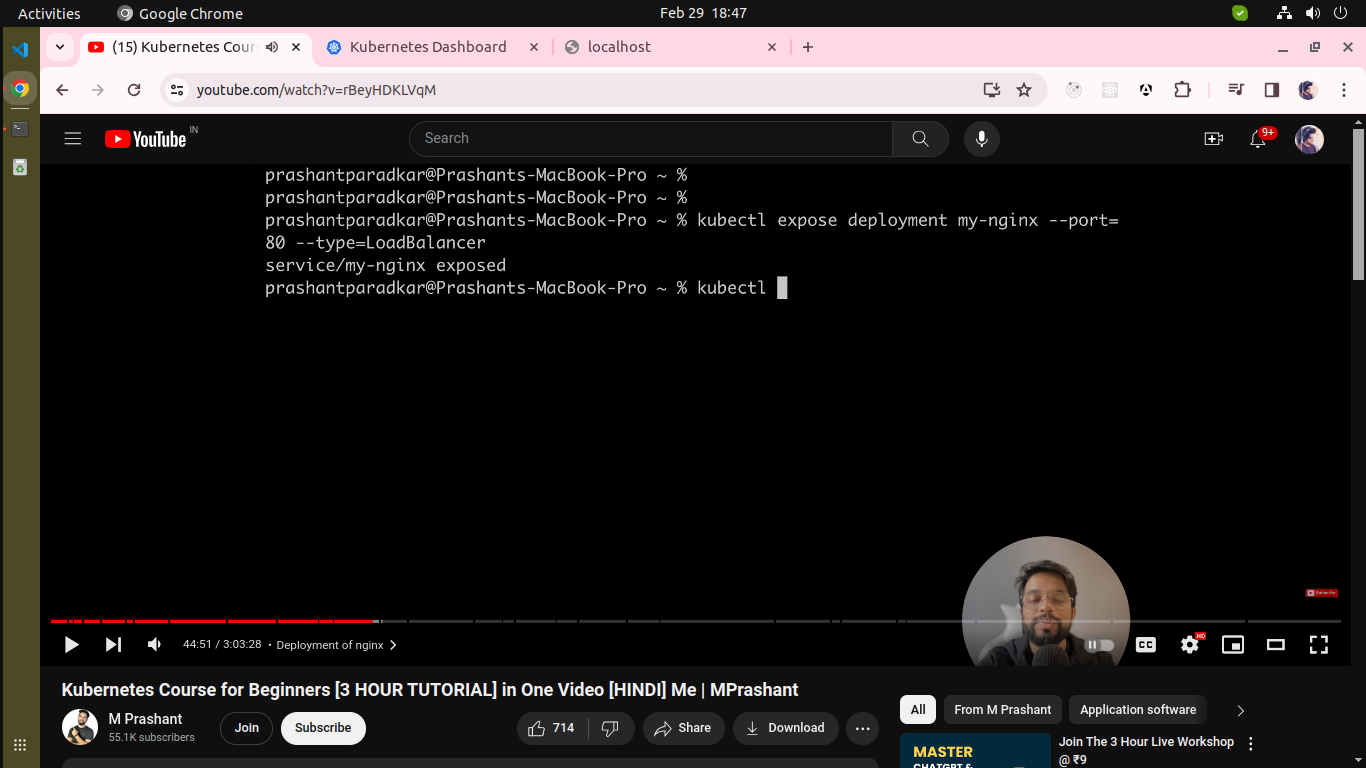 Activities
Google Chrome
Feb 29 18:47
(15) Kubernetes Cour
Kubernetes Dashboard
localhost
youtube.com/watch?v=rBeyHDKLVqM
YouTube IN
Search
9+
prashantparadkar@Prashants-MacBook-Pro ~ %
prashantparadkar@Prashants-MacBook-Pro ~ %
prashantparadkar@Prashants-MacBook-Pro ~ % kubectl expose deployment my-nginx --port=
80 --type=LoadBalancer
service/my-nginx exposed
prashantparadkar@Prashants-MacBook-Pro ~ % kubectl
Subscribe
44:51 / 3:03:28 • Deployment of nginx
CC
HD
Kubernetes Course for Beginners [3 HOUR TUTORIAL] in One Video [HINDI] Me | MPrashant
M Prashant
55.1K subscribers
Join
Subscribe
714
Share
Download
All
From M Prashant
Application software
MASTER
CHATGPT &
Join The 3 Hour Live Workshop
@ ₹9